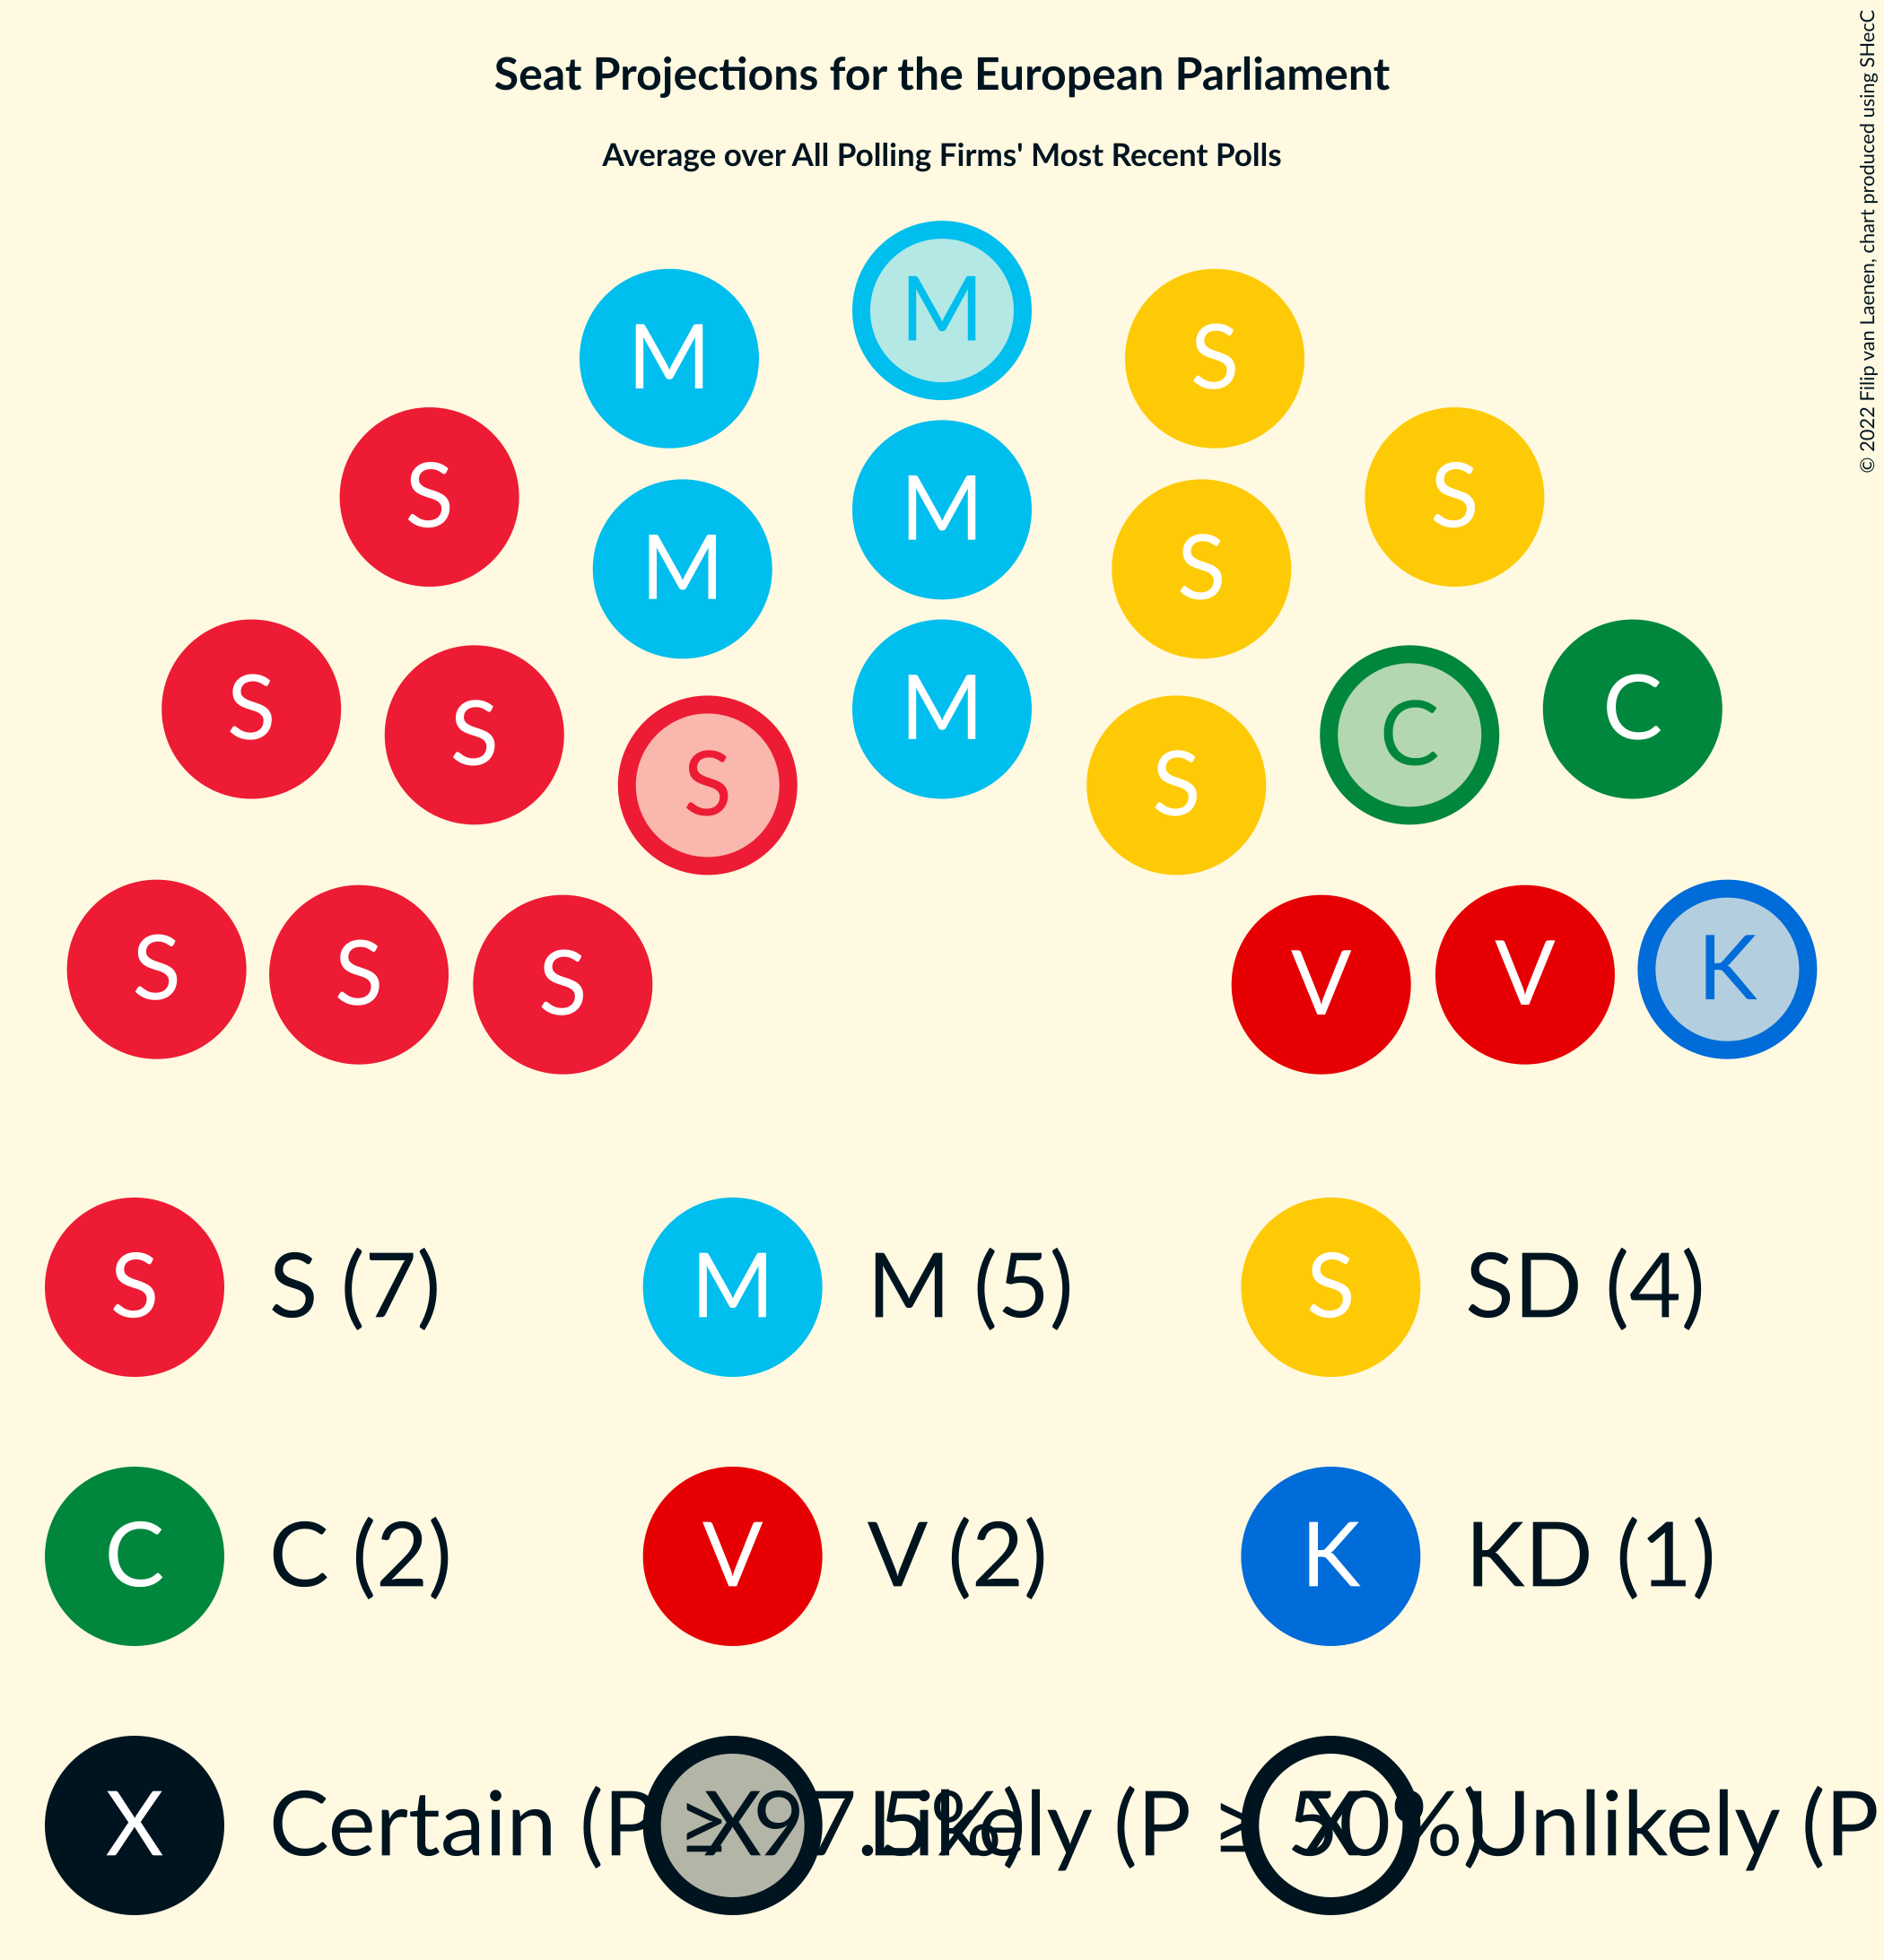 Seat Projections for the European Parliament
Average over All Polling Firms' Most Recent Polls
© 2022 Filip van Laenen, chart produced using SHecC
M
M S
S S
M
M S
S M C
S C
S S
S S K
S V V
S S (7) M M (5) S SD (4)
C C (2) V V (2) K KD (1)
X Certain (P ≥ 97.5%) X Likely (P ≥ 50%) X Unlikely (P